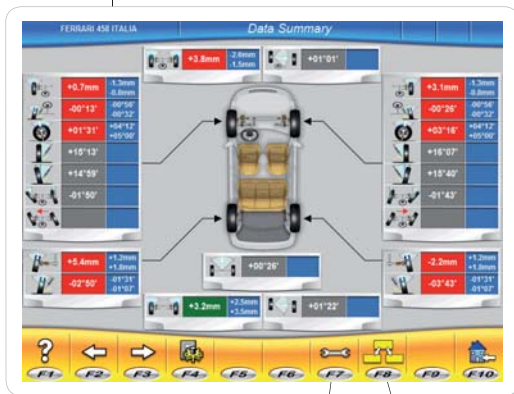 FERRARI 458 ITALIA
Data Summary
+3.8mm
-2.6mm
-1.5mm
+01°01'
+0.7mm
-1.3mm
-0.8mm
-00°13'
-00°56'
-00°32'
+01°31'
+04°12'
+05°00'
+15°13'
+14°59'
-01°50'
+3.1mm
-1.3mm
-0.8mm
-00°26'
-00°56'
-00°32'
+03°16'
+04°12'
+05°00'
+16°07'
+15°40'
-01°43'
+5.4mm
+1.2mm
+1.8mm
-02°50'
-01°31'
-01°07'
+00°26'
-2.2mm
+1.2mm
+1.8mm
-03°43'
-01°31'
-01°07'
+3.2mm
+2.5mm
+3.5mm
+01°22'
?
F1
F2
F3
F4
F5
F6
F7
F8
F9
F10